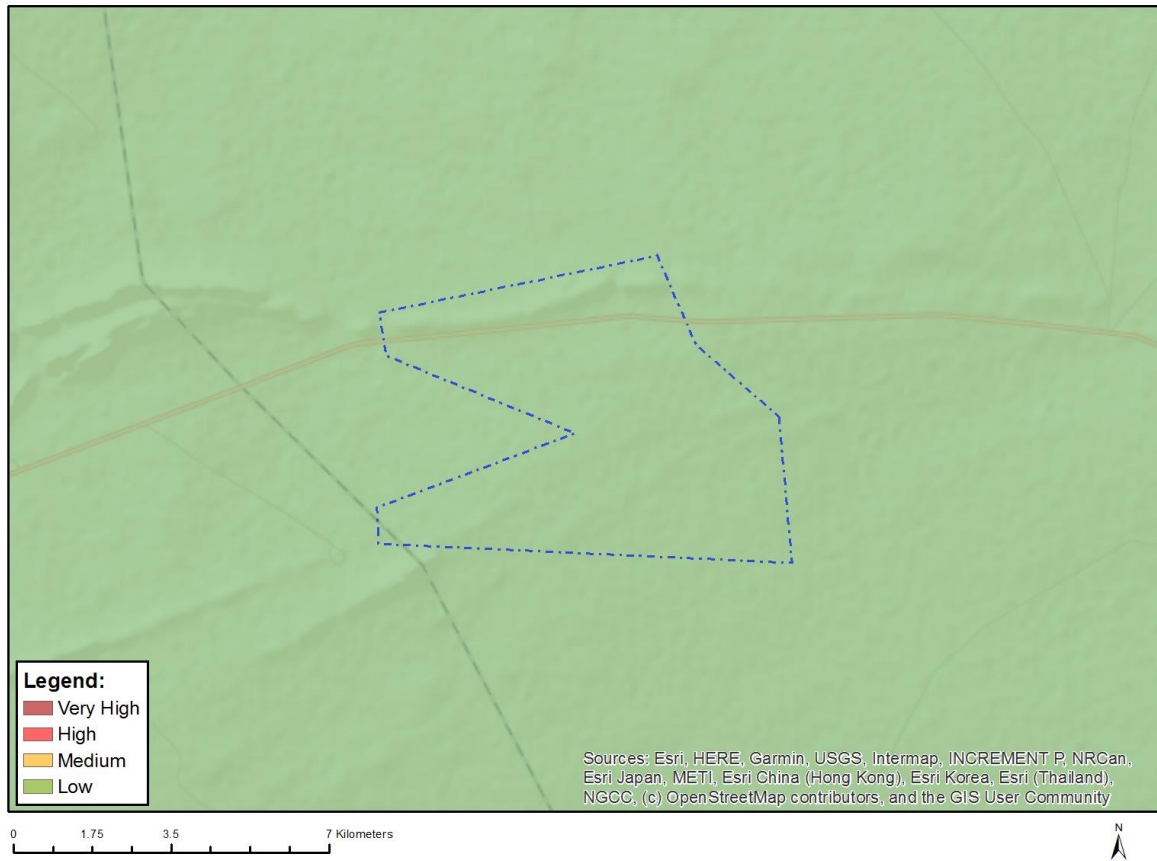 Legend:
Very High
High
Medium
Low
Sources: Esri, HERE, Garmin, USGS, Intermap, INCREMENT P, NRCan,
Esri Japan, METI, Esri China (Hong Kong), Esri Korea, Esri (Thailand),
NGCC, (c) OpenStreetMap contributors, and the GIS User Community
0 1.75 3.5 7 Kilometers
N